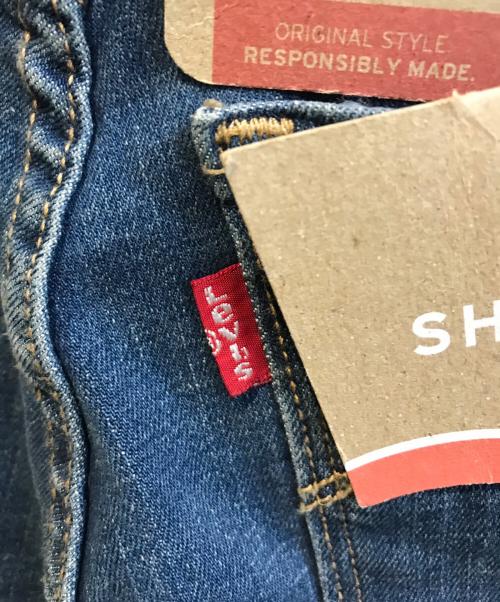 ORIGINAL STYLE.
RESPONSIBLY MADE.
SH
LeVI'S
®